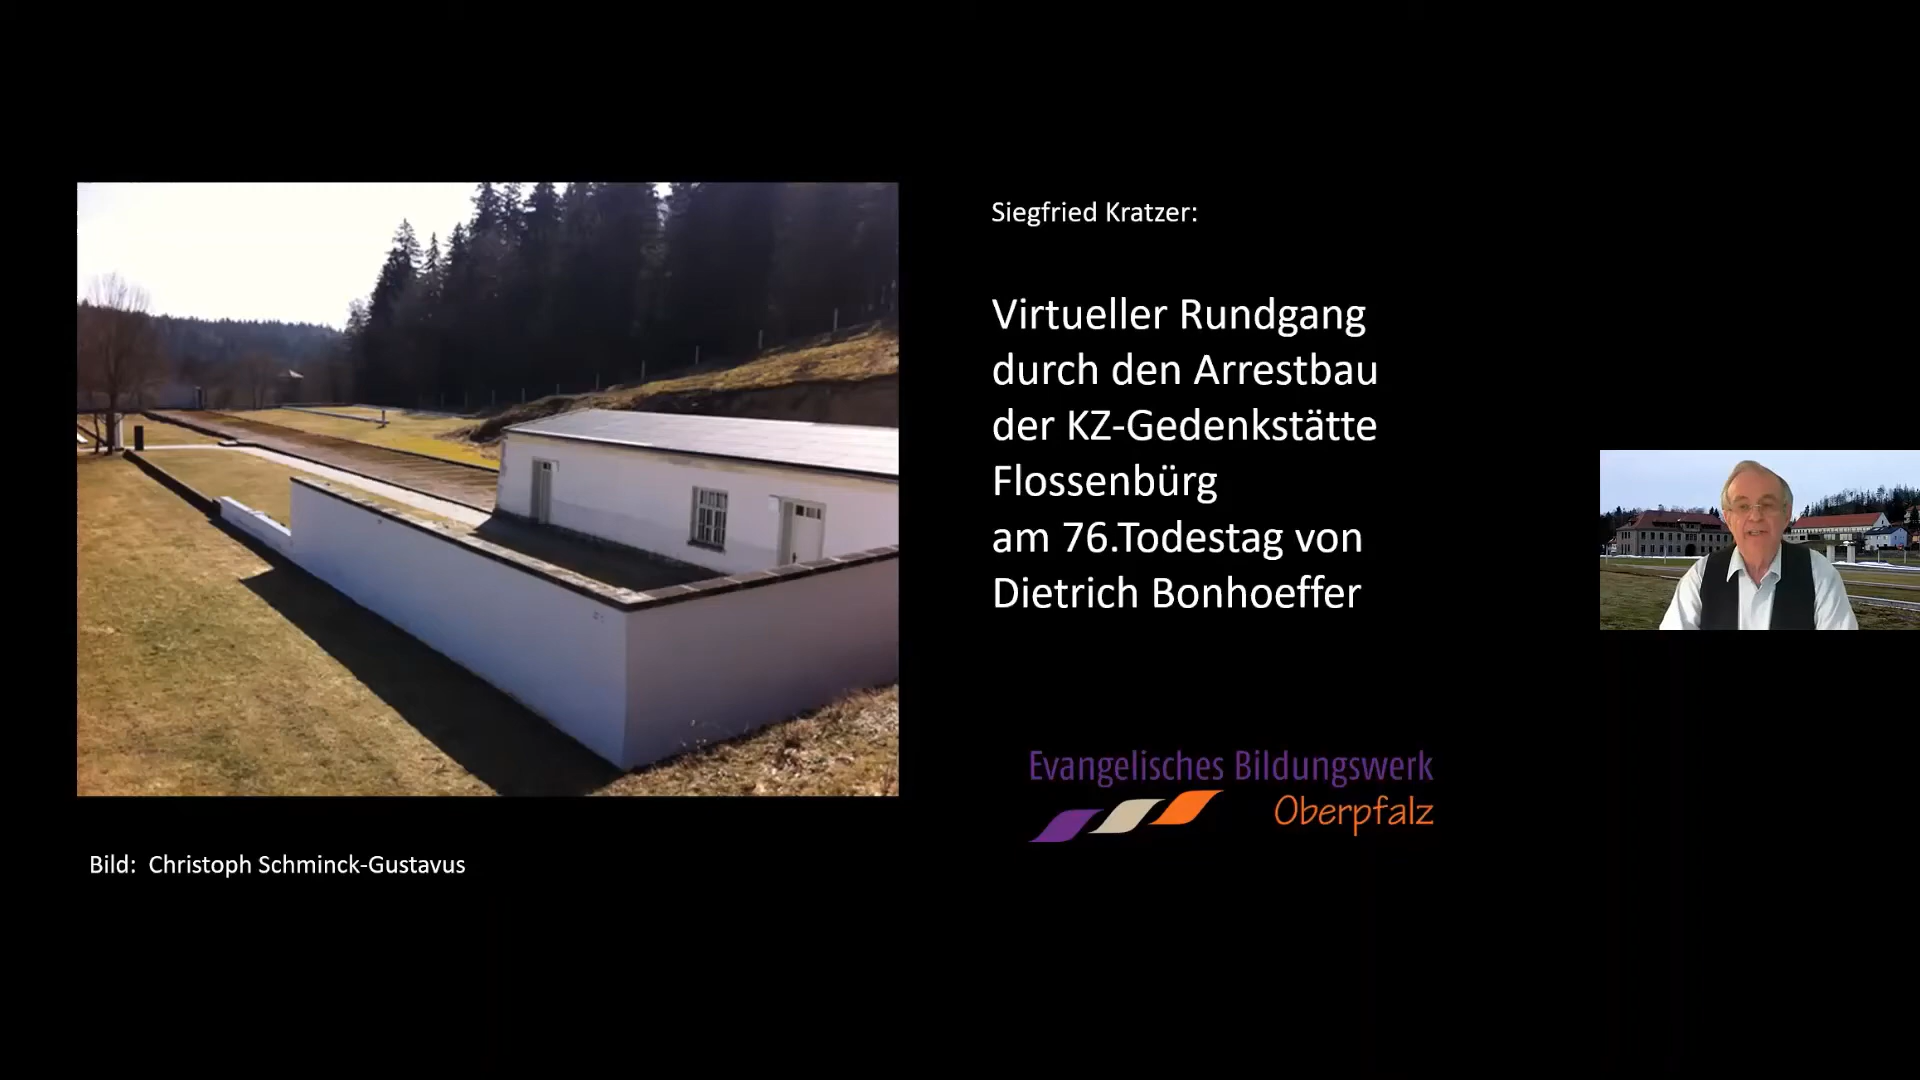 Siegfried Kratzer:
Virtueller Rundgang
durch den Arrestbau
der KZ-Gedenkstätte
Flossenbürg
am 76.Todestag von
Dietrich Bonhoeffer
Evangelisches Bildungswerk
Oberpfalz
Bild: Christoph Schminck-Gustavus